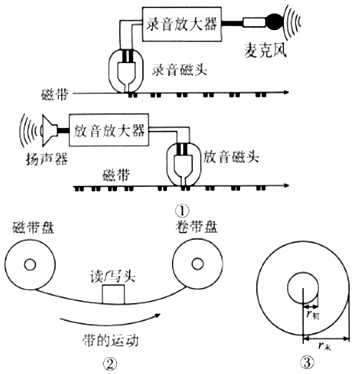 录音放大器
麦克风
录音磁头
磁带
放音放大器
扬声器
放音磁头
磁带
①
磁带盘
卷带盘
读/写头
带的运动
②
r初
r末
③